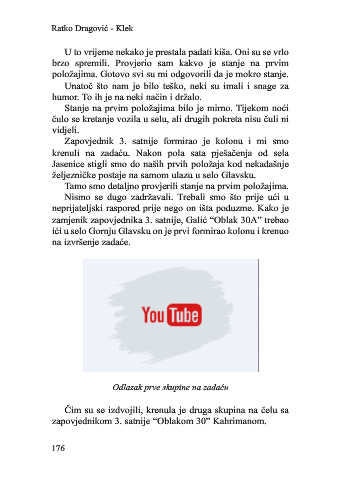 Ratko Dragović - Klek
U to vrijeme nekako je prestala padati kiša. Oni su se vrlo
brzo spremili. Provjerio sam kakvo je stanje na prvim
položajima. Gotovo svi su mi odgovorili da je mokro stanje.
Unatoč što nam je bilo teško, neki su imali i snage za
humor. To ih je na neki način i držalo.
Stanje na prvim položajima bilo je mirno. Tijekom noći
čulo se kretanje vozila u selu, ali drugih pokreta nisu čuli ni
vidjeli.
Zapovjednik 3. satnije formirao je kolonu i mi smo
krenuli na zadaću. Nakon pola sata pješačenja od sela
Jasenice stigli smo do naših prvih položaja kod nekadašnje
željezničke postaje na samom ulazu u selo Glavsku.
Tamo smo detaljno provjerili stanje na prvim položajima.
Nismo se dugo zadržavali. Trebali smo što prije ući u
neprijateljski raspored prije nego on išta poduzme. Kako je
zamjenik zapovjednika 3. satnije, Galić “Oblak 30A” trebao
ići u selo Gornju Glavsku on je prvi formirao kolonu i krenuo
na izvršenje zadaće.
YouTube
Odlazak prve skupine na zadaću
Čim su se izdvojili, krenula je druga skupina na čelu sa
zapovjednikom 3. satnije “Oblakom 30” Kahrimanom.
176